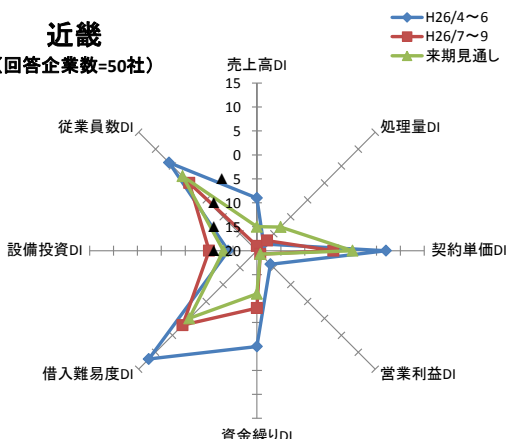 近畿
（回答企業数=50社）
H26/4～6
H26/7～9
来期見通し
売上高DI
処理量DI
契約単価DI
営業利益DI
資金繰りDI
借入難易度DI
設備投資DI
従業員数DI
15
10
5
0
▲ 5
▲ 10
▲ 15
▲ 20